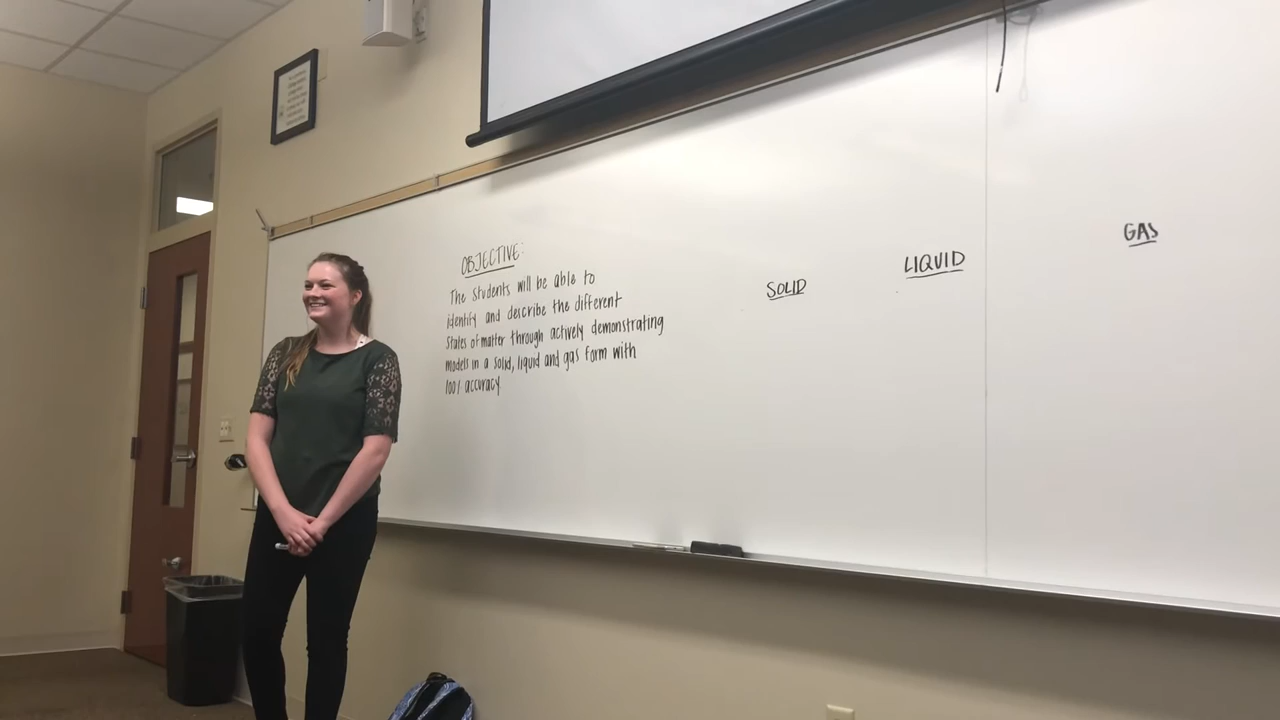 OBJECTIVE:
The students will be able to
identify and describe the different
States of matter through actively demonstrating
models in a solid, liquid and gas form with
100% accuracy.
SOLID
LIQUID
GAS